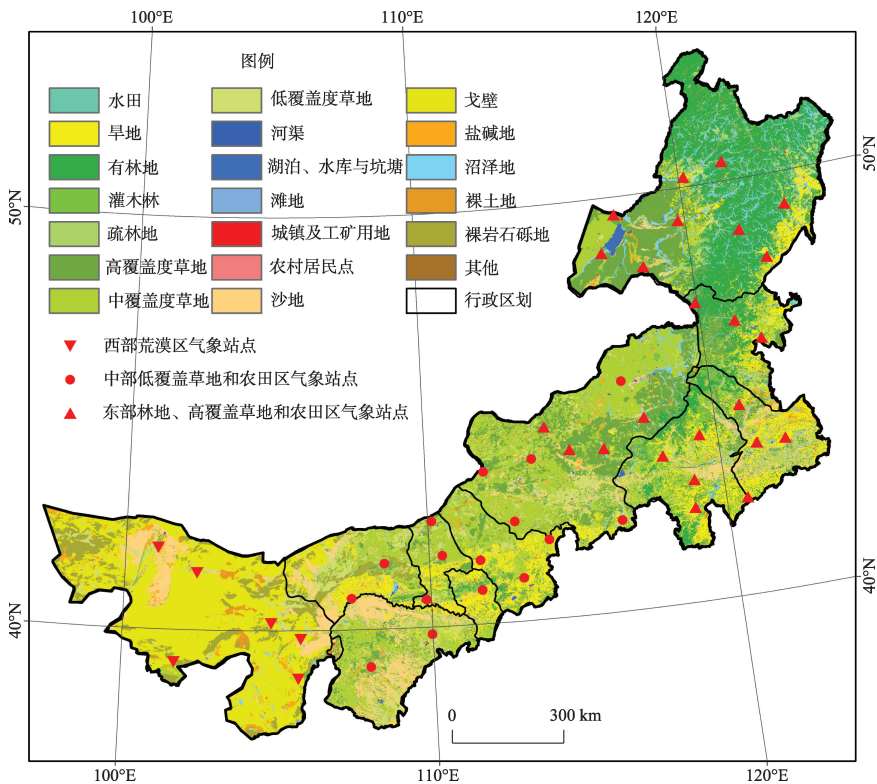 100°E 110°E 120°E
图例
水田 低覆盖度草地 戈壁
旱地 河渠 盐碱地
有林地 湖泊、水库与坑塘 沼泽地
灌木林 滩地 裸土地
疏林地 城镇及工矿用地 裸岩石砾地
高覆盖度草地 农村居民点 其他
中覆盖度草地 沙地 行政区划
西部荒漠区气象站点
中部低覆盖草地和农田区气象站点
东部林地、高覆盖草地和农田区气象站点
50°N
50°N
40°N
40°N
0 300 km
100°E 110°E 120°E